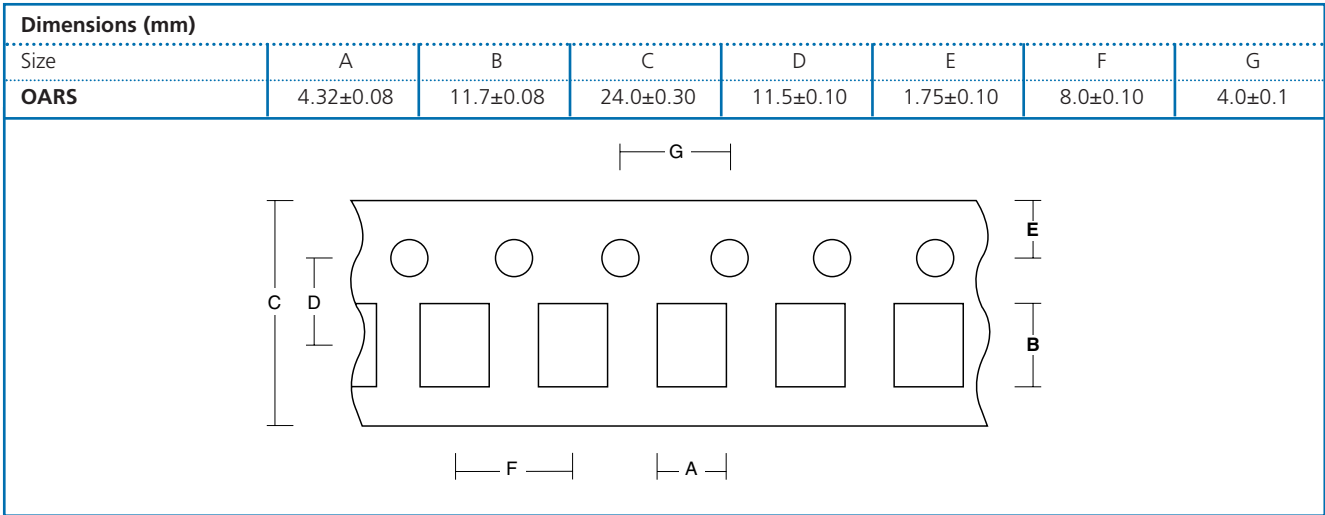 Dimensions (mm)
Size A B C D E F G
OARS 4.32±0.08 11.7±0.08 24.0±0.30 11.5±0.10 1.75±0.10 8.0±0.10 4.0±0.1
G
E
C D
B
F A